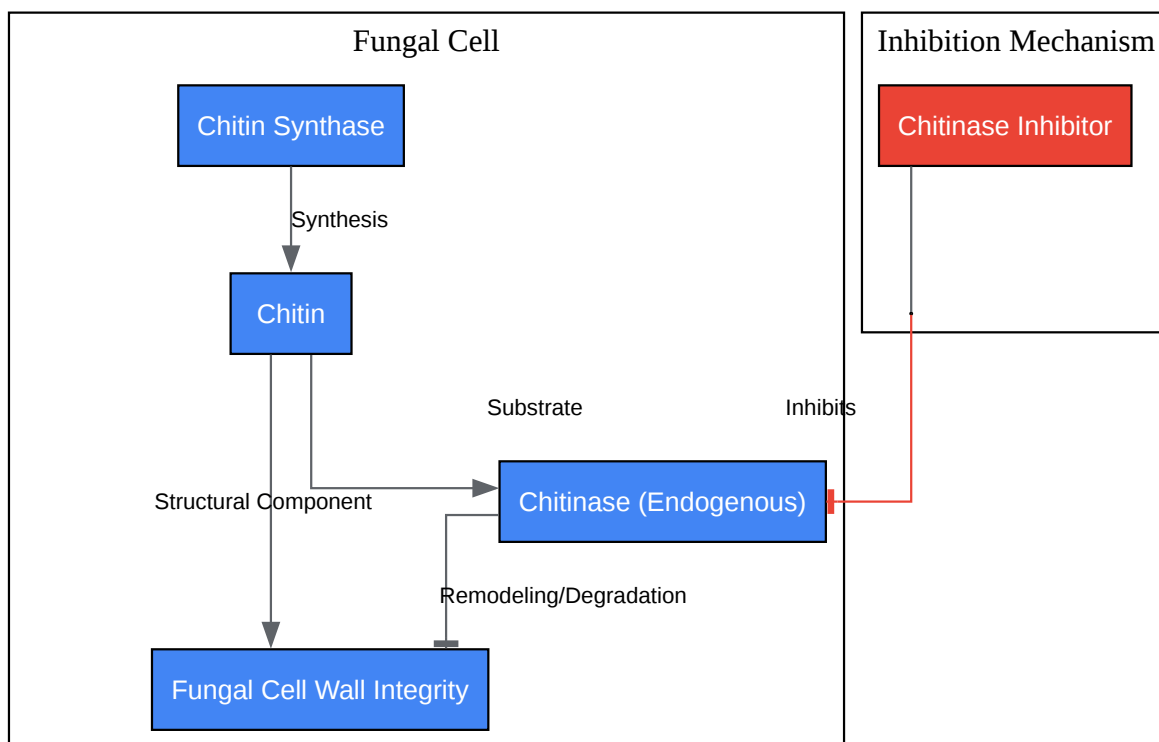 Fungal Cell
Inhibition Mechanism
Chitin Synthase
Chitinase Inhibitor
Synthesis
Chitin
Substrate
Inhibits
Chitinase (Endogenous)
Structural Component
Remodeling/Degradation
Fungal Cell Wall Integrity